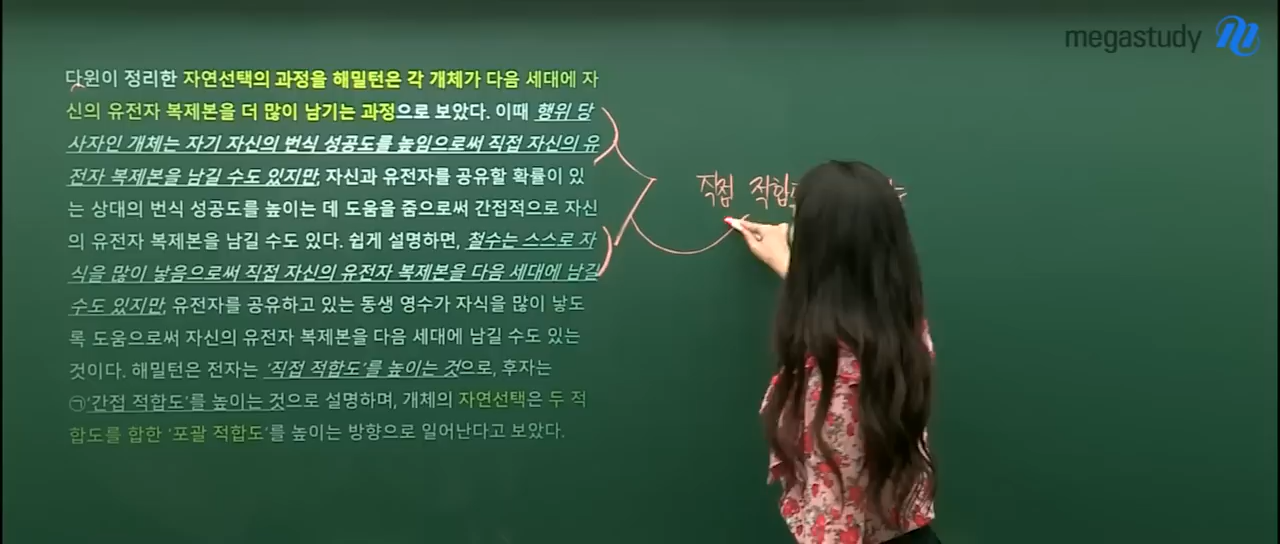 megastudy
다윈이 정리한 자연선택의 과정을 해밀턴은 각 개체가 다음 세대에 자
신의 유전자 복제본을 더 많이 남기는 과정으로 보았다. 이때 행위 당
사자인 개체는 자기 자신의 번식 성공도를 높임으로써 직접 자신의 유
전자 복제본을 남길 수도 있지만, 자신과 유전자를 공유할 확률이 있
는 상대의 번식 성공도를 높이는 데 도움을 줌으로써 간접적으로 자신
의 유전자 복제본을 남길 수도 있다. 쉽게 설명하면, 철수는 스스로 자
식을 많이 낳음으로써 직접 자신의 유전자 복제본을 다음 세대에 남길
수도 있지만, 유전자를 공유하고 있는 동생 영수가 자식을 많이 낳도
록 도움으로써 자신의 유전자 복제본을 다음 세대에 남길 수도 있는
것이다. 해밀턴은 전자는 '직접 적합도'를 높이는 것으로, 후자는
㉠'간접 적합도'를 높이는 것으로 설명하며, 개체의 자연선택은 두 적
합도를 합한 '포괄 적합도'를 높이는 방향으로 일어난다고 보았다.
직접